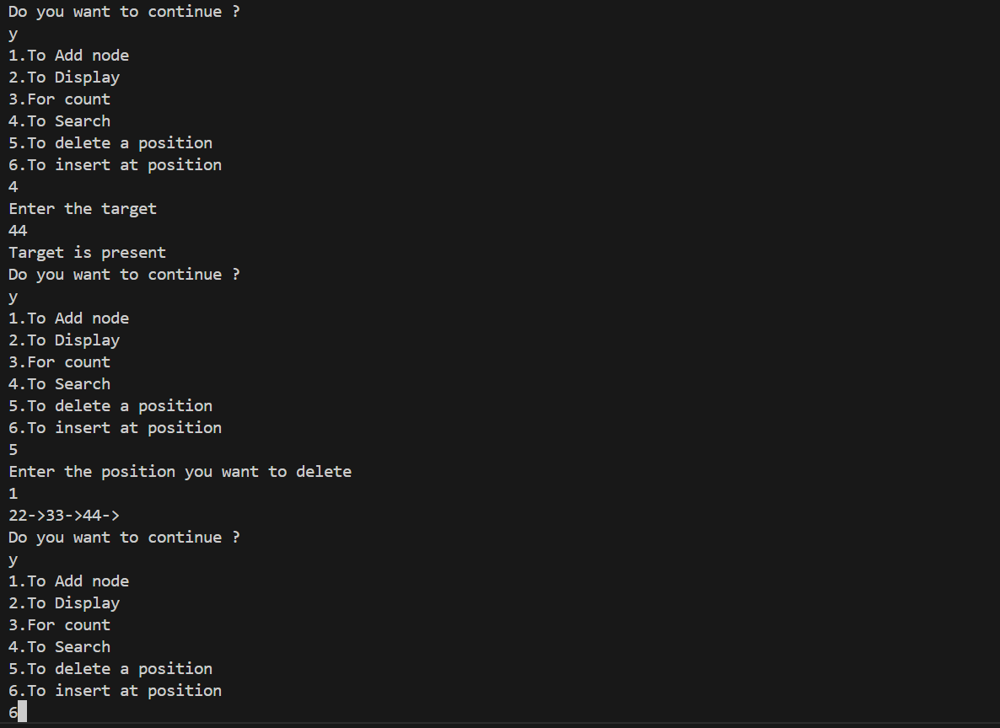 Do you want to continue ?
y
1.To Add node
2.To Display
3.For count
4.To Search
5.To delete a position
6.To insert at position
4
Enter the target
44
Target is present
Do you want to continue ?
y
1.To Add node
2.To Display
3.For count
4.To Search
5.To delete a position
6.To insert at position
5
Enter the position you want to delete
1
22->33->44->
Do you want to continue ?
y
1.To Add node
2.To Display
3.For count
4.To Search
5.To delete a position
6.To insert at position
6